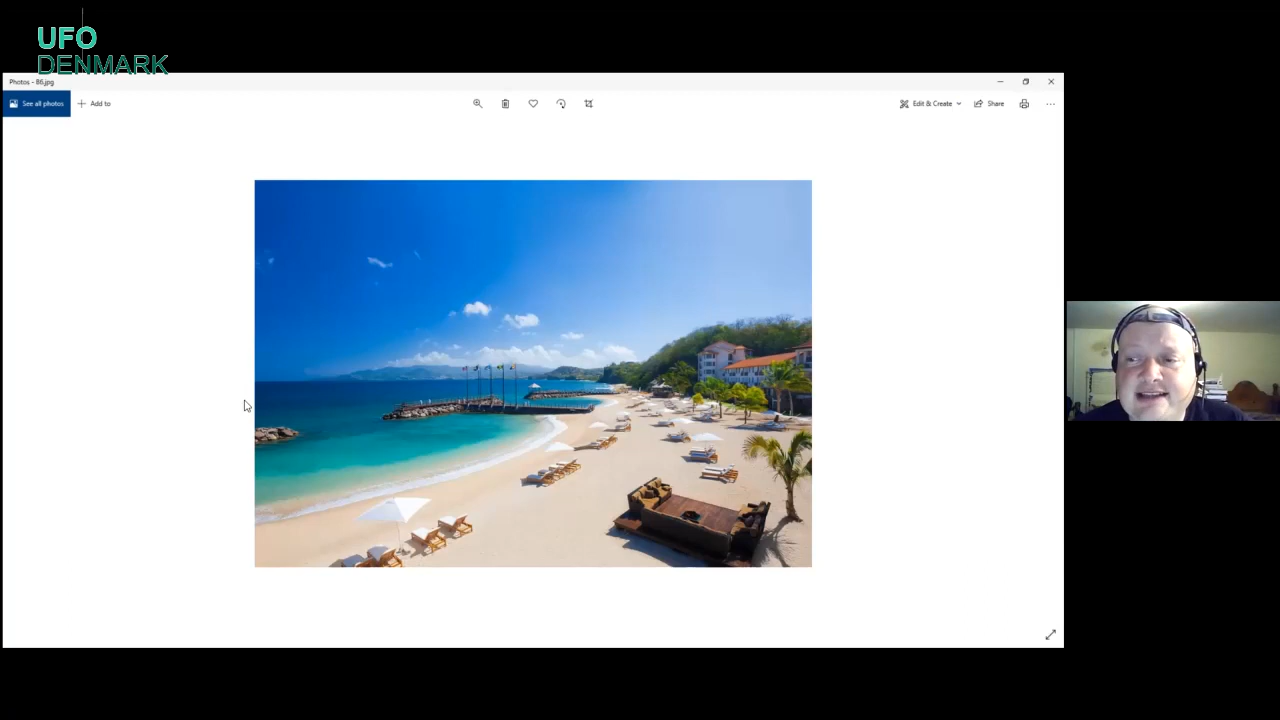 UFO
DENMARK
Photos - 86.jpg
See all photos
Add to
Edit & Create
Share